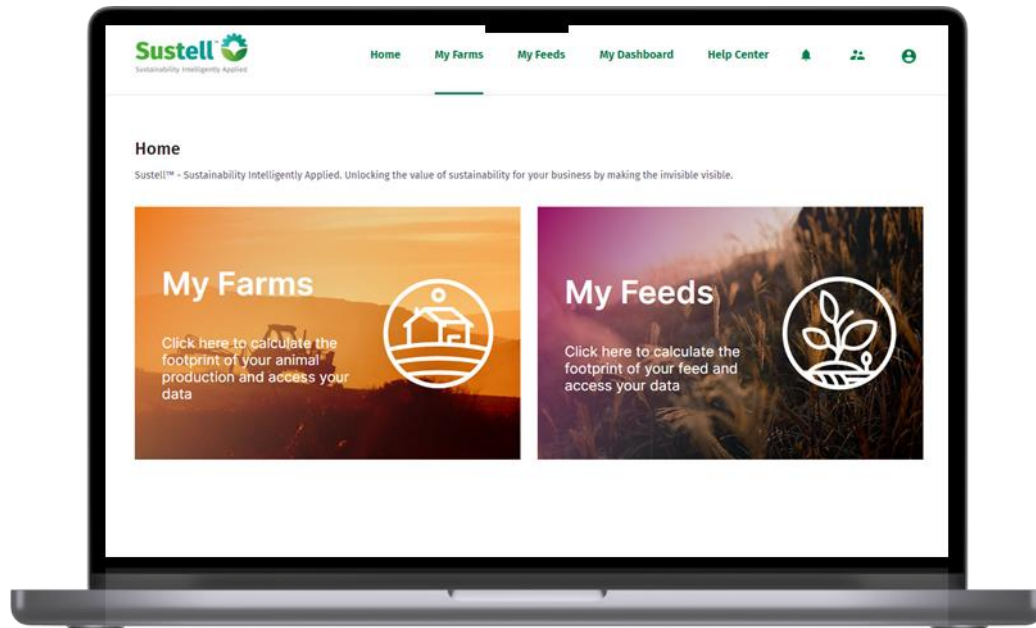 Sustell™
Sustainability Intelligently Applied
Home My Farms My Feeds My Dashboard Help Center
Home
Sustell™ - Sustainability Intelligently Applied. Unlocking the value of sustainability for your business by making the invisible visible.
My Farms
Click here to calculate the
footprint of your animal
production and access your
data
My Feeds
Click here to calculate the
footprint of your feed and
access your data